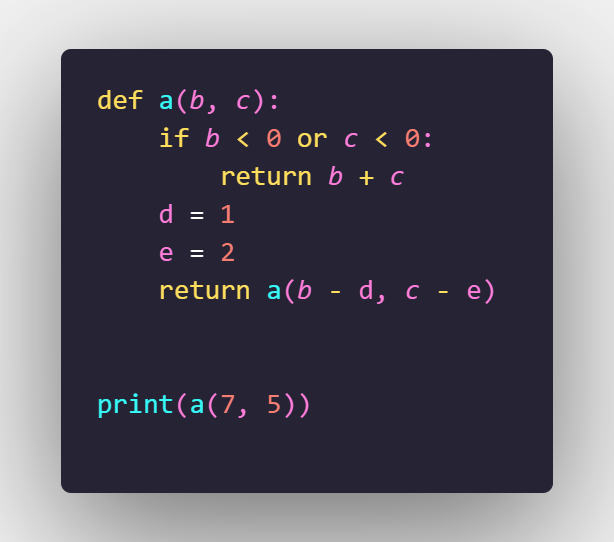 def a(b, c):
    if b < 0 or c < 0:
        return b + c
    d = 1
    e = 2
    return a(b - d, c - e)
print(a(7, 5))